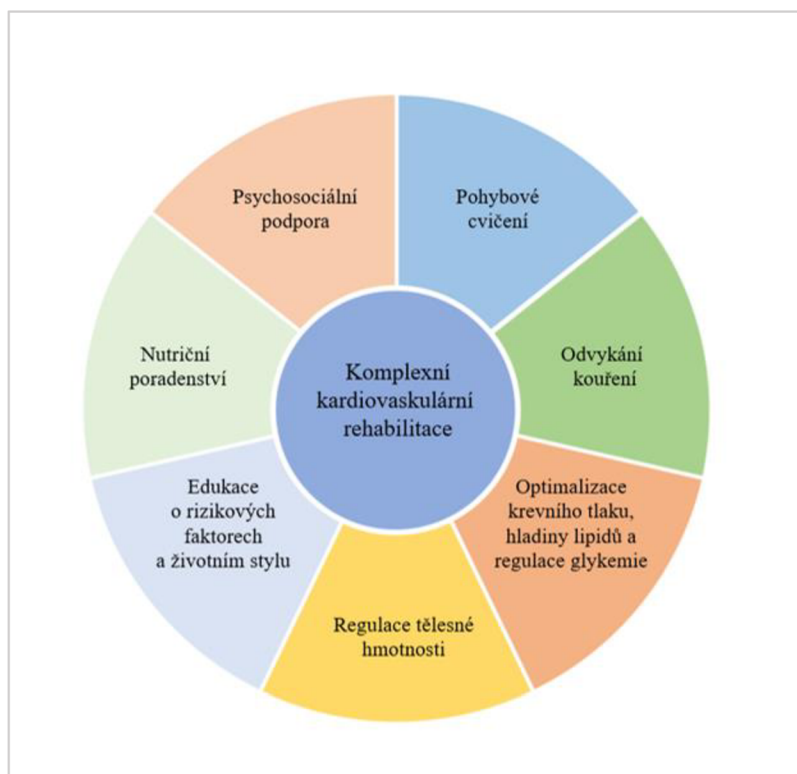 Psychosociální
podpora
Pohybové
cvičení
Nutriční
poradenství
Komplexní
kardiovaskulární
rehabilitace
Odvykání
kouření
Edukace
o rizikových
faktorech
a životním stylu
Optimalizace
krevního tlaku,
hladiny lipidů a
regulace glykemie
Regulace tělesné
hmotnosti